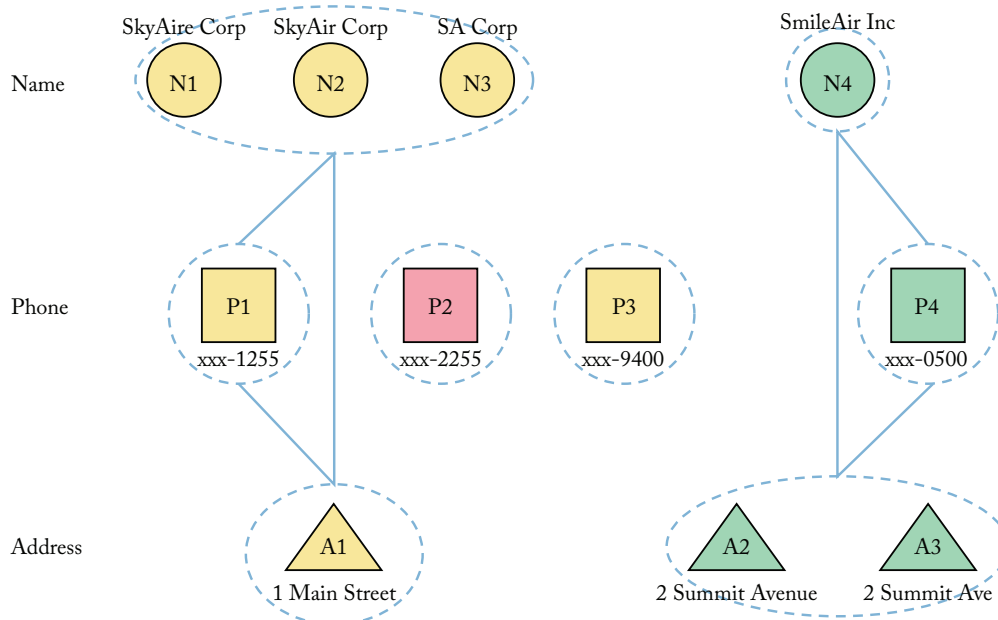 SkyAire Corp SkyAir Corp SA Corp SmileAir Inc
Name N1 N2 N3 N4
Phone P1 P2 P3 P4
xxx-1255 xxx-2255 xxx-9400 xxx-0500
Address A1 A2 A3
1 Main Street 2 Summit Avenue 2 Summit Ave